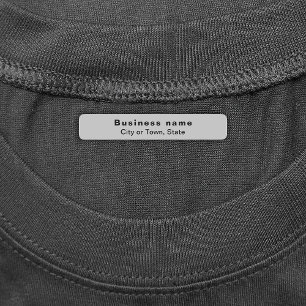 Business name
City or Town, State